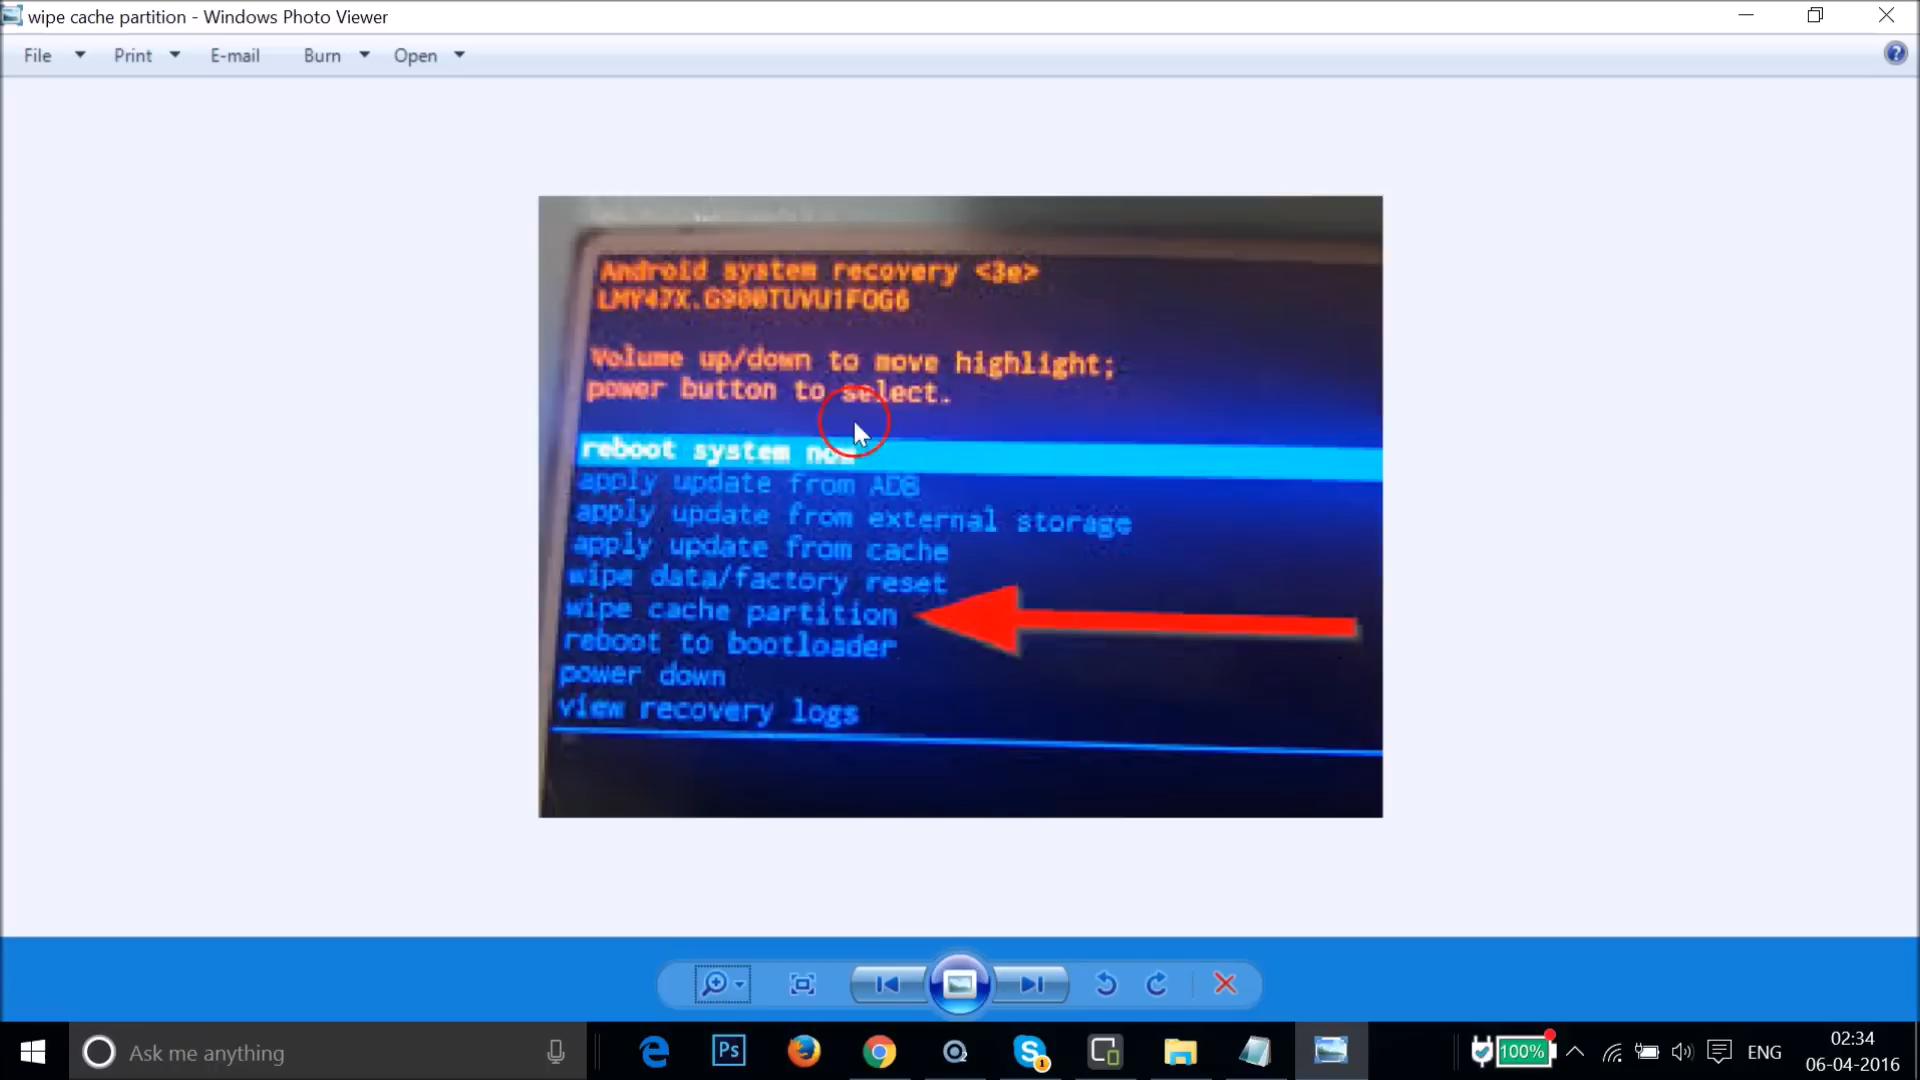 wipe cache partition - Windows Photo Viewer
File Print E-mail Burn Open
Android system recovery <3e>
LMY47X.G900TUVU1FOG6
Volume up/down to move highlight;
power button to select.
reboot system now
apply update from ADB
apply update from external storage
apply update from cache
wipe data/factory reset
wipe cache partition
reboot to bootloader
power down
view recovery logs
Ask me anything
Ps
1
100%
ENG
02:34
06-04-2016